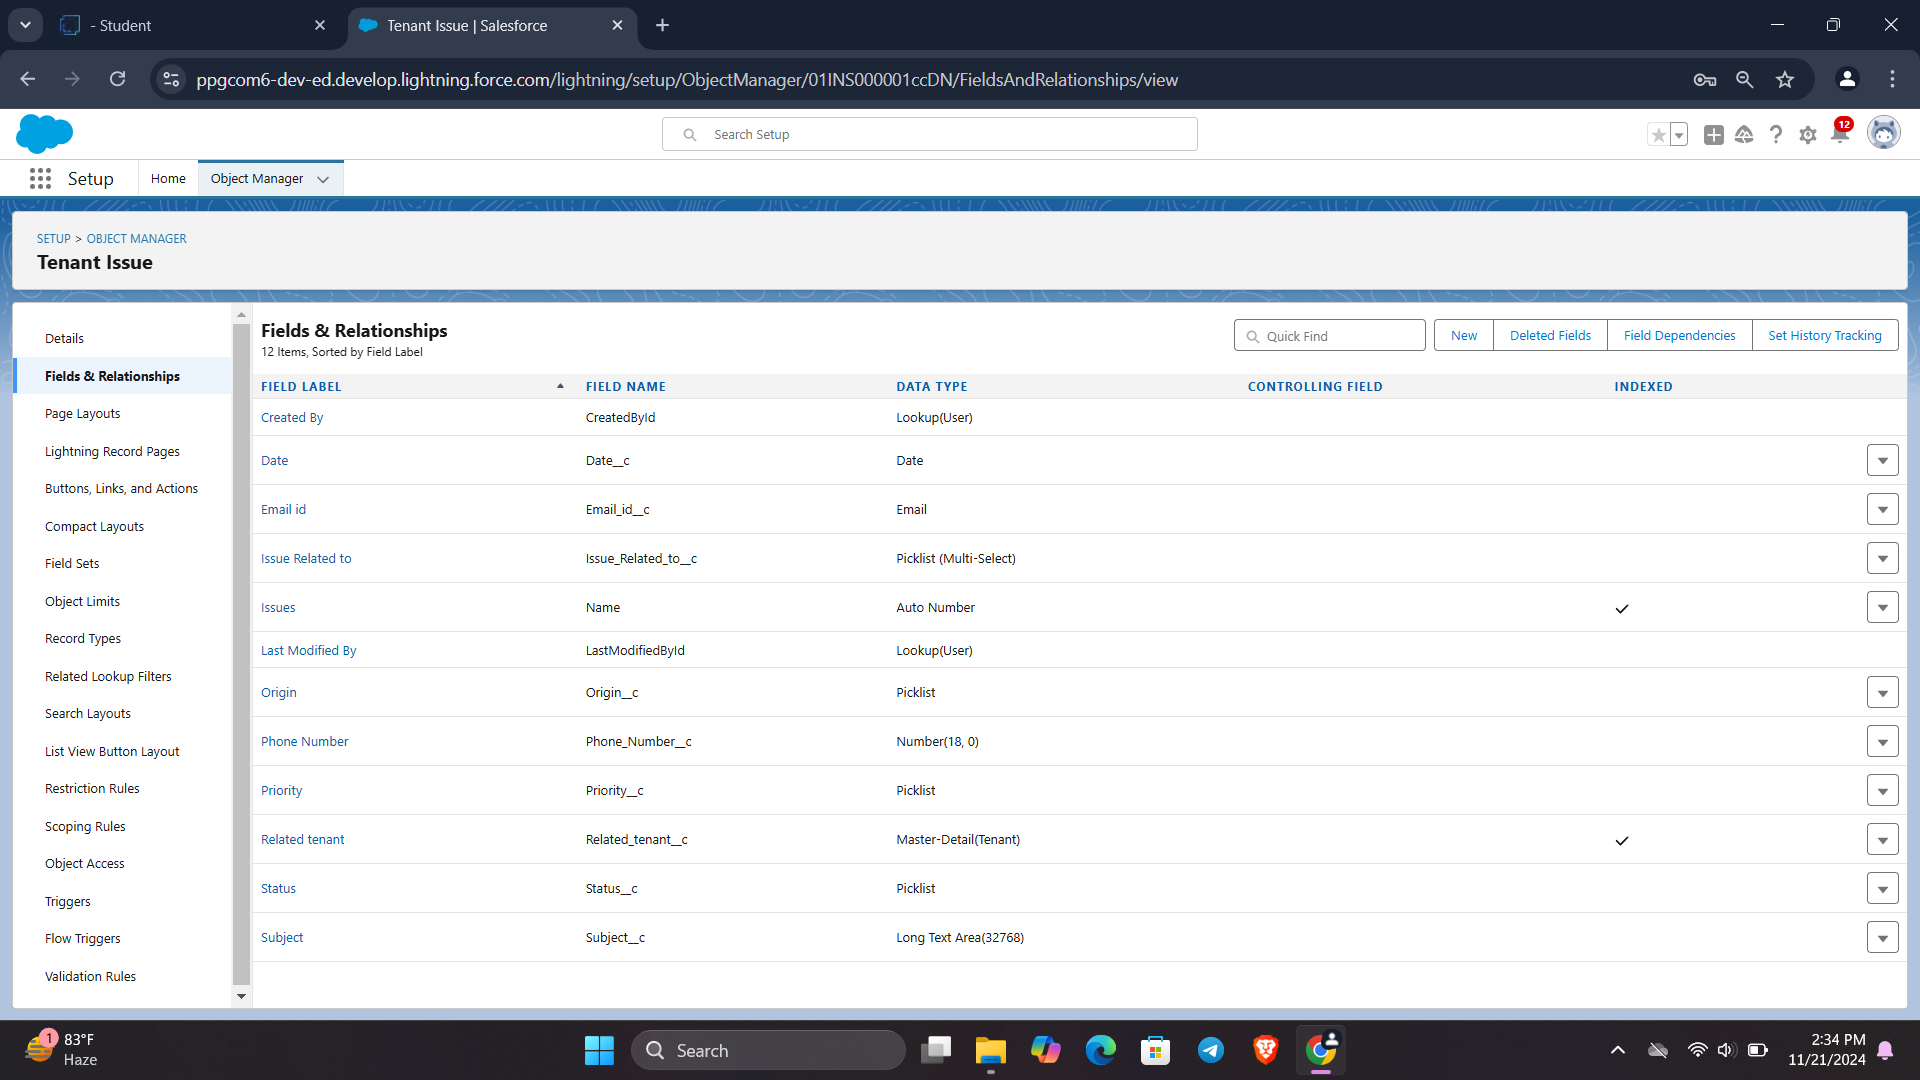 - Student
Tenant Issue | Salesforce
ppgcom6-dev-ed.develop.lightning.force.com/lightning/setup/ObjectManager/01INS000001ccDN/FieldsAndRelationships/view
Search Setup
12
Setup
Home
Object Manager
SETUP > OBJECT MANAGER
Tenant Issue
Details
Fields & Relationships
Page Layouts
Lightning Record Pages
Buttons, Links, and Actions
Compact Layouts
Field Sets
Object Limits
Record Types
Related Lookup Filters
Search Layouts
List View Button Layout
Restriction Rules
Scoping Rules
Object Access
Triggers
Flow Triggers
Validation Rules
Fields & Relationships
12 Items, Sorted by Field Label
Quick Find
New
Deleted Fields
Field Dependencies
Set History Tracking
FIELD LABEL FIELD NAME DATA TYPE CONTROLLING FIELD INDEXED
Created By CreatedById Lookup(User)
Date Date__c Date
Email id Email_id__c Email
Issue Related to Issue_Related_to__c Picklist (Multi-Select)
Issues Name Auto Number
Last Modified By LastModifiedById Lookup(User)
Origin Origin__c Picklist
Phone Number Phone_Number__c Number(18, 0)
Priority Priority__c Picklist
Related tenant Related_tenant__c Master-Detail(Tenant)
Status Status__c Picklist
Subject Subject__c Long Text Area(32768)
1
83°F
Haze
Search
2:34 PM
11/21/2024